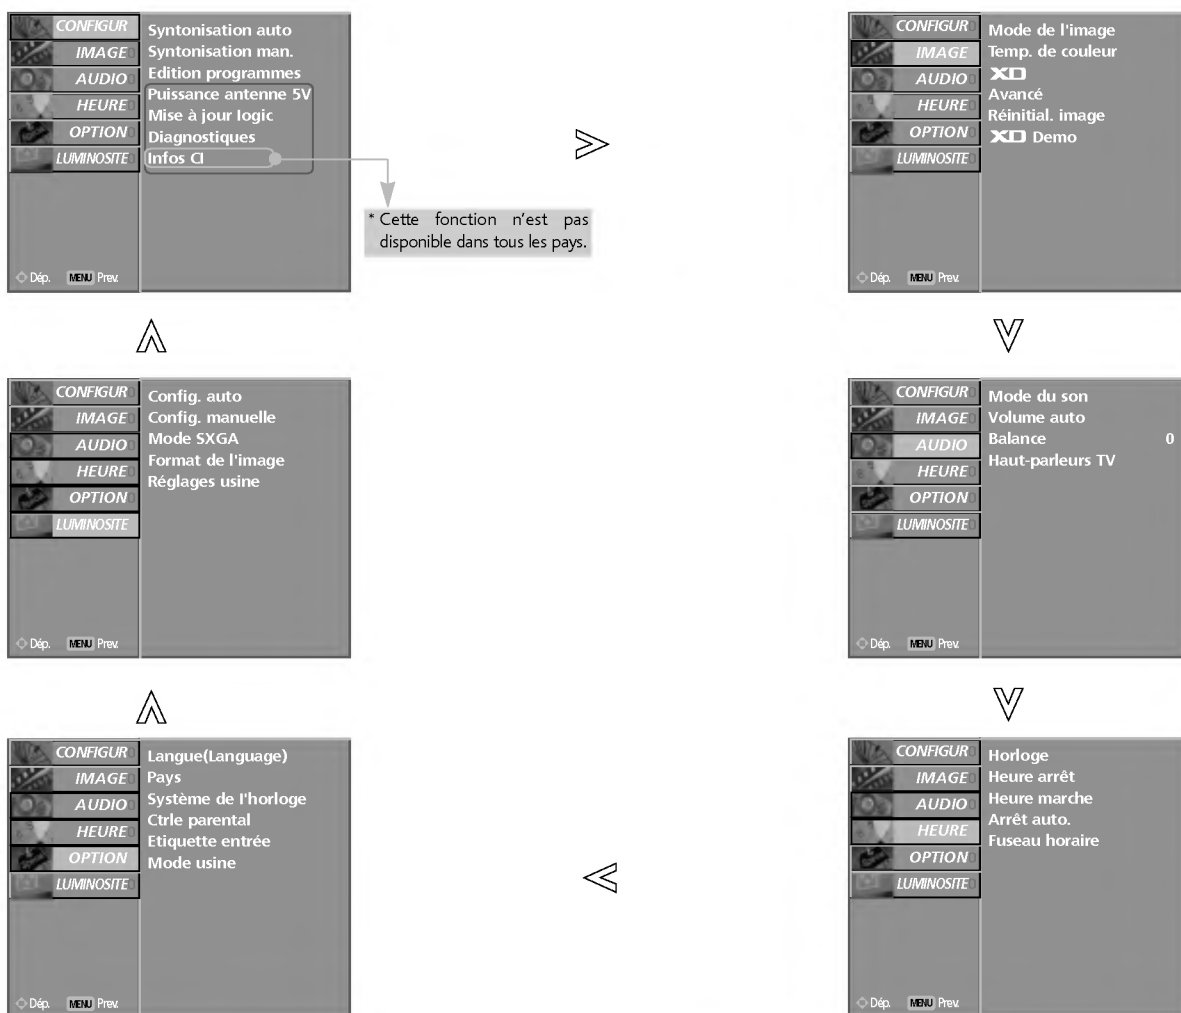 CONFIGUR
IMAGE
AUDIO
HEURE
OPTION
LUMINOSITE
Syntonisation auto
Syntonisation man.
Edition programmes
Puissance antenne 5V
Mise à jour logic
Diagnostiques
Infos CI
Dép. MENU Prev.
* Cette fonction n'est pas
disponible dans tous les pays.
CONFIGUR
IMAGE
AUDIO
HEURE
OPTION
LUMINOSITE
Mode de l'image
Temp. de couleur
XD
Avancé
Réinitial. image
XD Demo
Dép. MENU Prev.
CONFIGUR
IMAGE
AUDIO
HEURE
OPTION
LUMINOSITE
Config. auto
Config. manuelle
Mode SXGA
Format de l'image
Réglages usine
Dép. MENU Prev.
CONFIGUR
IMAGE
AUDIO
HEURE
OPTION
LUMINOSITE
Mode du son
Volume auto
Balance 0
Haut-parleurs TV
Dép. MENU Prev.
CONFIGUR
IMAGE
AUDIO
HEURE
OPTION
LUMINOSITE
Langue(Language)
Pays
Système de l'horloge
Ctrle parental
Etiquette entrée
Mode usine
Dép. MENU Prev.
CONFIGUR
IMAGE
AUDIO
HEURE
OPTION
LUMINOSITE
Horloge
Heure arrêt
Heure marche
Arrêt auto.
Fuseau horaire
Dép. MENU Prev.